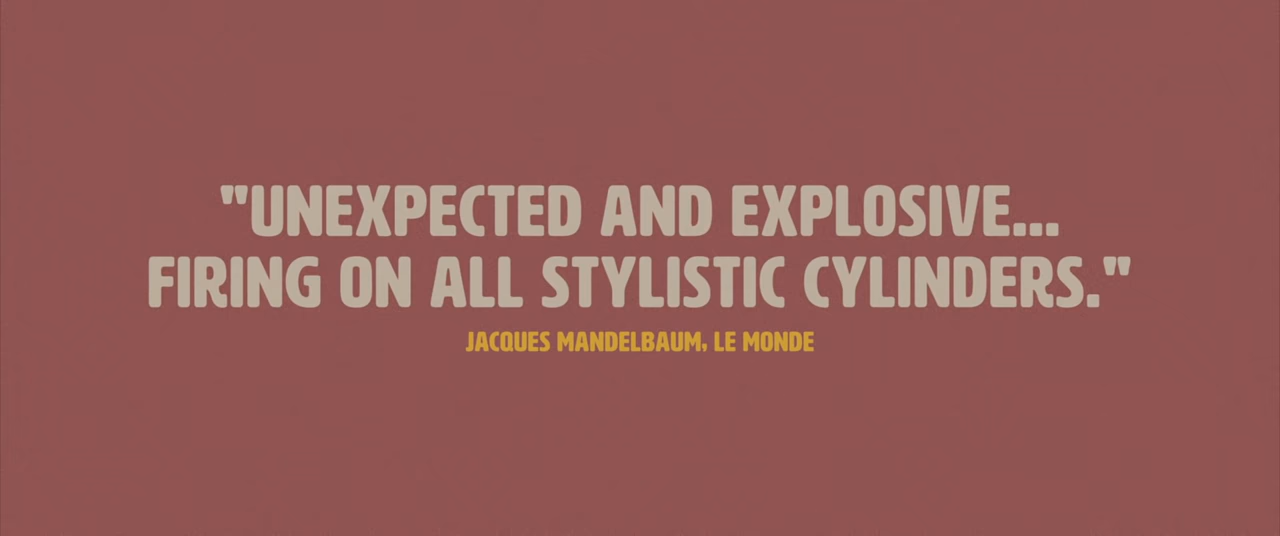 "UNEXPECTED AND EXPLOSIVE...
FIRING ON ALL STYLISTIC CYLINDERS."
JACQUES MANDELBAUM, LE MONDE